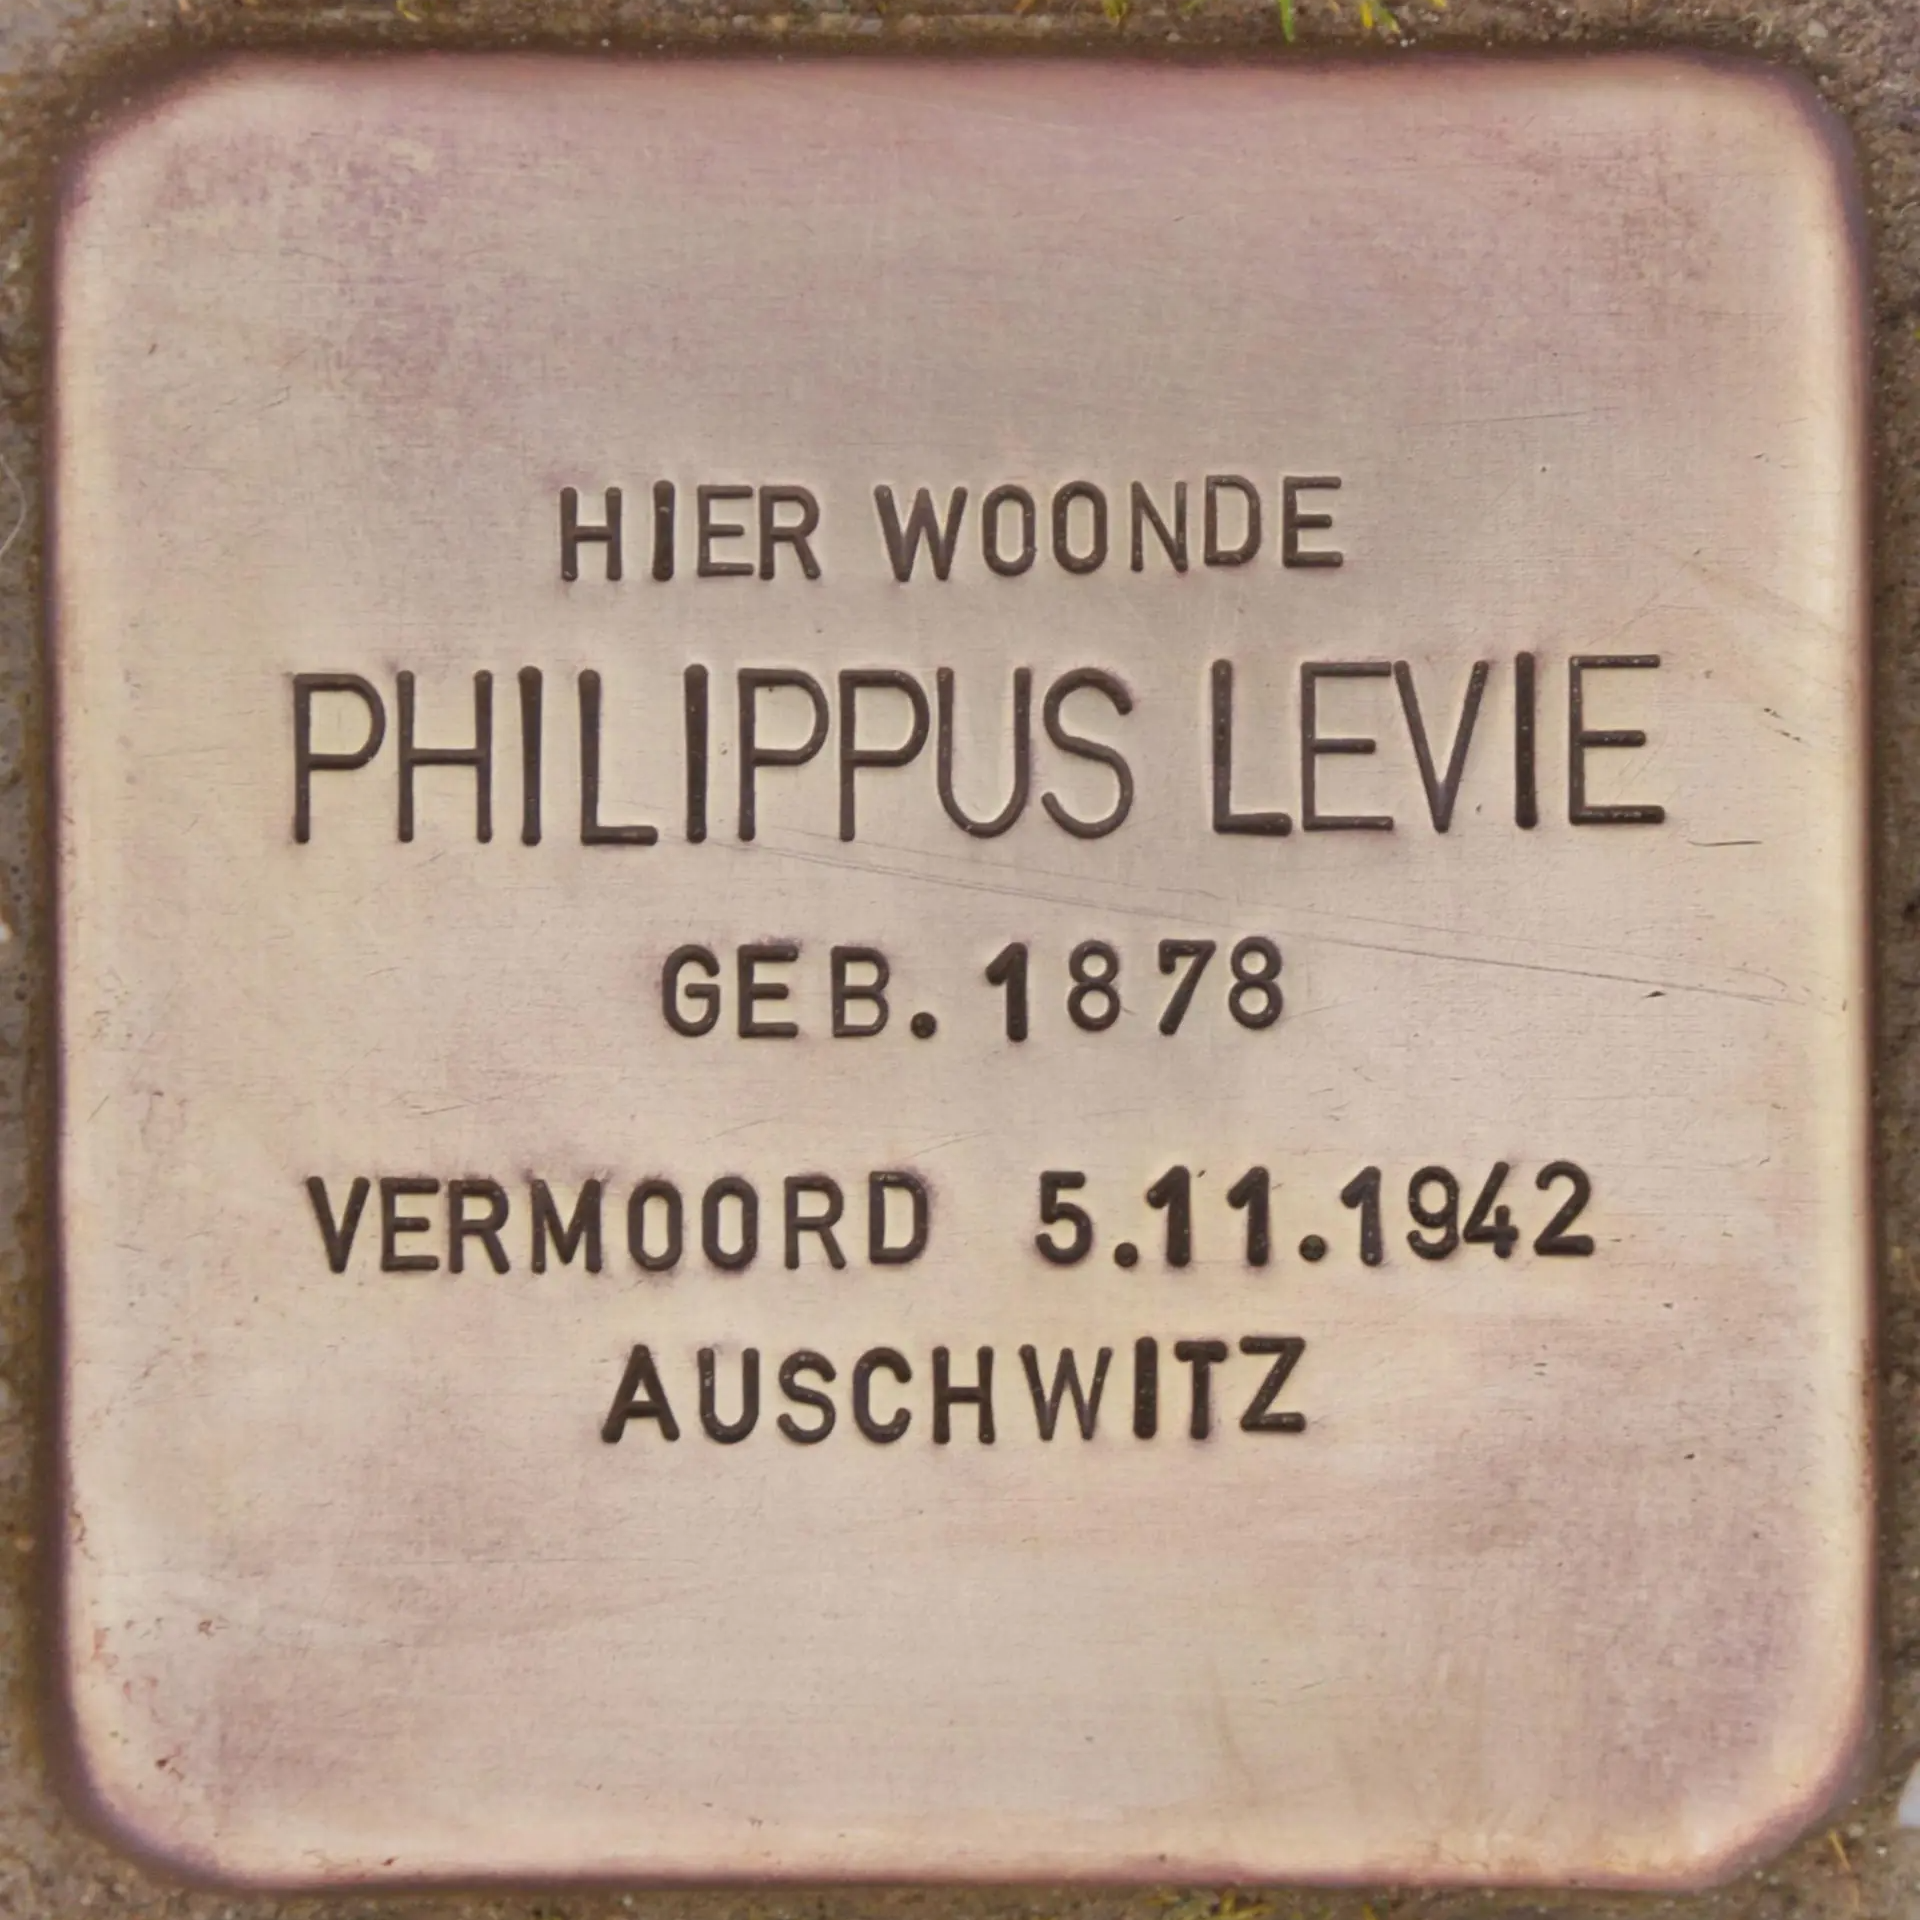 HIER WOONDE
PHILIPPUS LEVIE
GEB. 1878
VERMOORD 5.11.1942
AUSCHWITZ